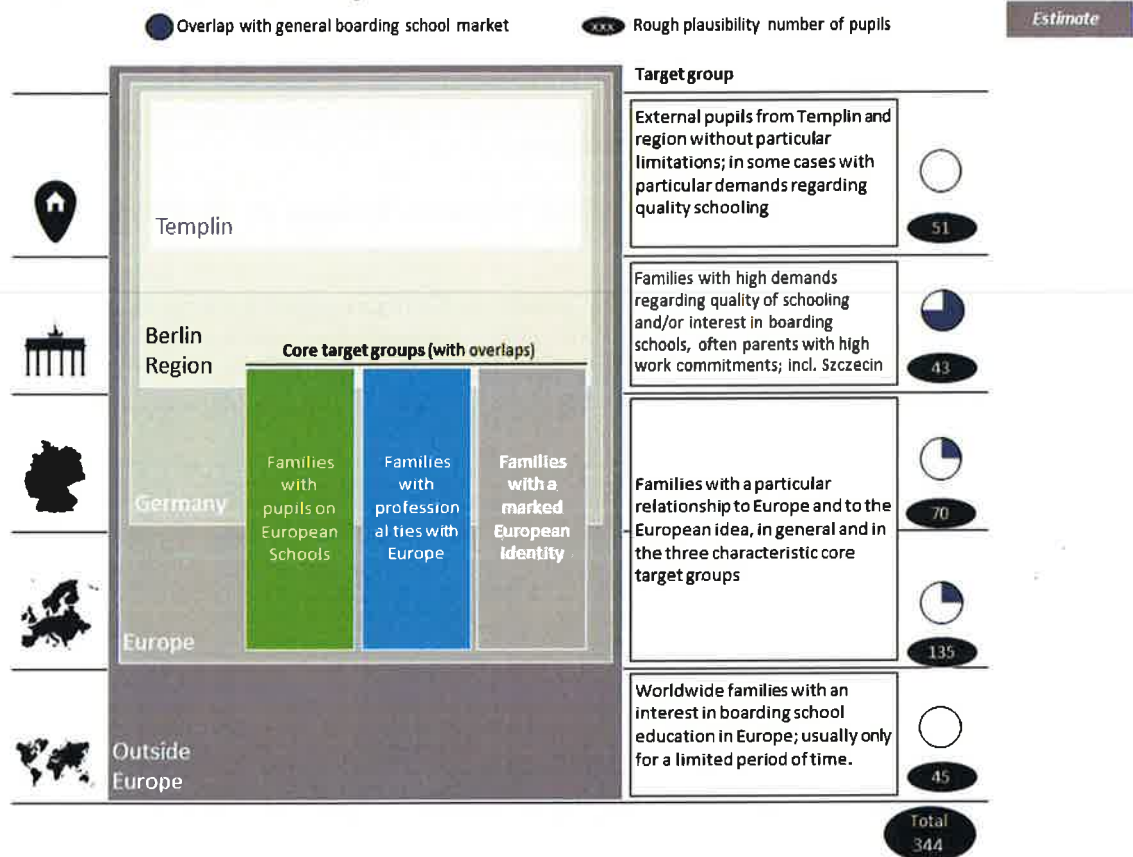 Overlap with general boarding school market
xxx Rough plausibility number of pupils
Estimate
Target group
Templin
External pupils from Templin and
region without particular
limitations; in some cases with
particular demands regarding
quality schooling
51
Berlin
Region
Families with high demands
regarding quality of schooling
and/or interest in boarding
schools, often parents with high
work commitments; incl. Szczecin
43
Core target groups (with overlaps)
Families
with
pupils on
European
Schools
Families
with
profession
al ties with
Europe
Families
with a
marked
European
Identity
Germany
Europe
Families with a particular
relationship to Europe and to the
European idea, in general and in
the three characteristic core
target groups
70
135
Outside
Europe
Worldwide families with an
interest in boarding school
education in Europe; usually only
for a limited period of time.
45
Total
344